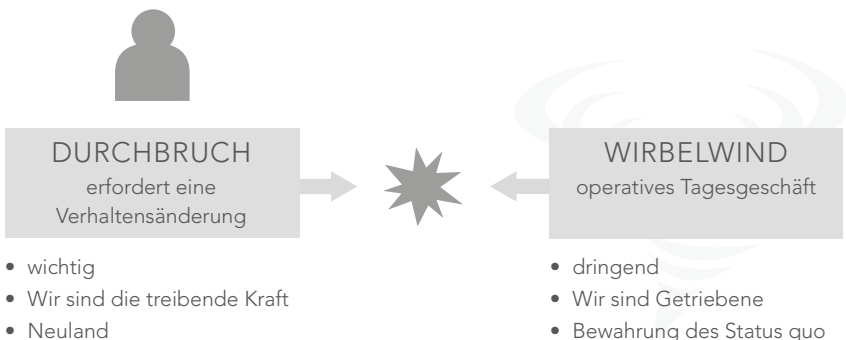 DURCHBRUCH
erfordert eine
Verhaltensänderung
• wichtig
• Wir sind die treibende Kraft
• Neuland
WIRBELWIND
operatives Tagesgeschäft
• dringend
• Wir sind Getriebene
• Bewahrung des Status quo